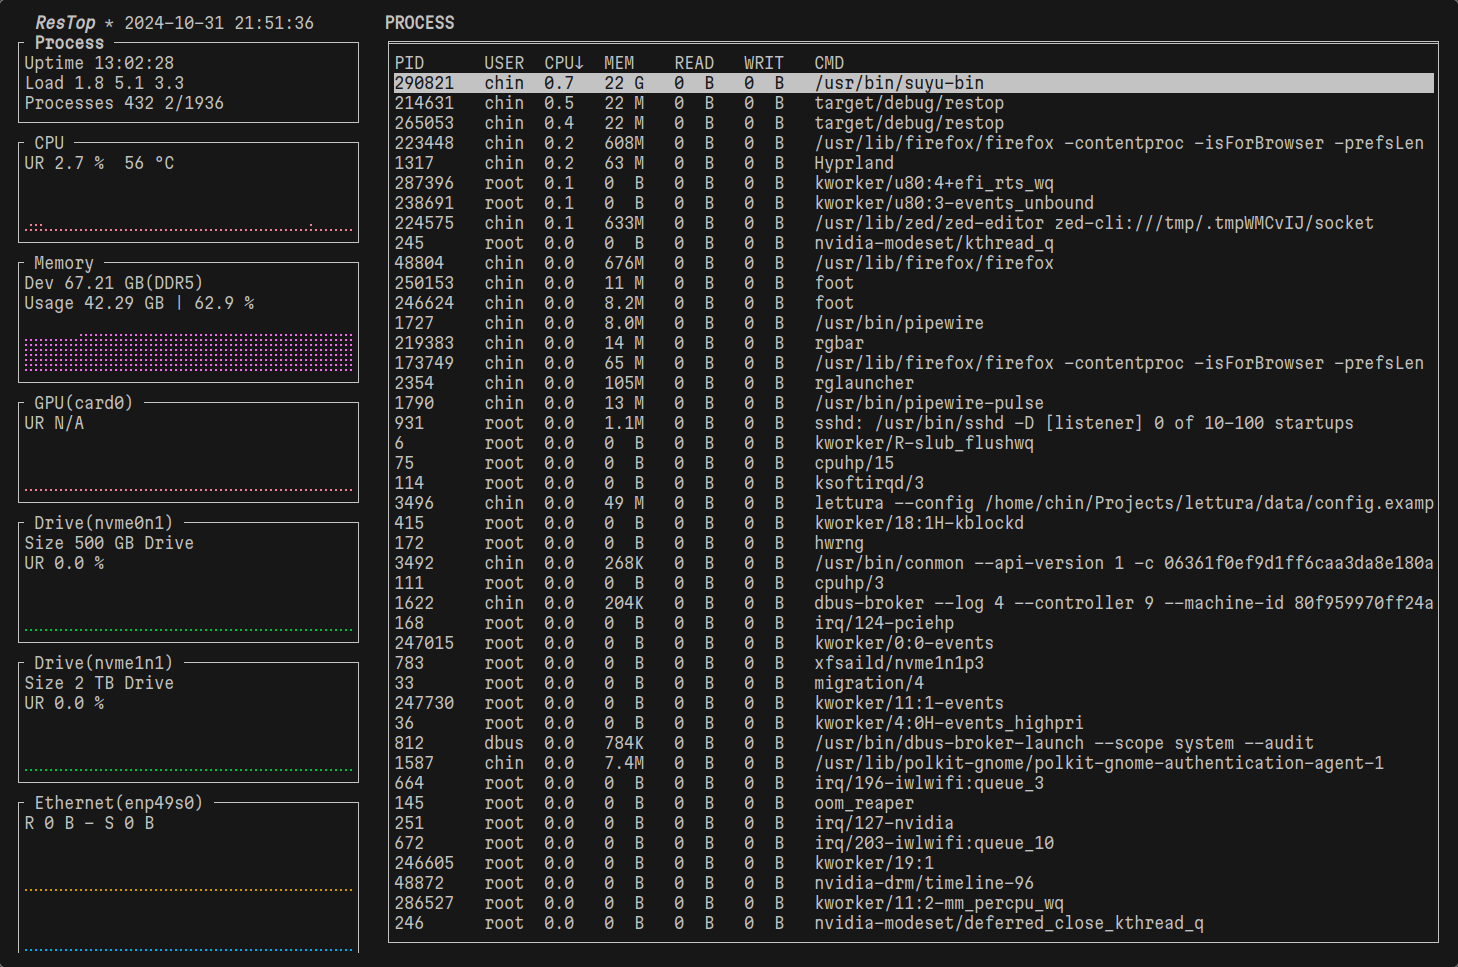 ResTop * 2024-10-31 21:51:36
Process
Uptime 13:02:28
Load 1.8 5.1 3.3
Processes 432 2/1936
CPU
UR 2.7 %  56 °C
Memory
Dev 67.21 GB(DDR5)
Usage 42.29 GB | 62.9 %
GPU(card0)
UR N/A
Drive(nvme0n1)
Size 500 GB Drive
UR 0.0 %
Drive(nvme1n1)
Size 2 TB Drive
UR 0.0 %
Ethernet(enp49s0)
R 0 B - S 0 B
PROCESS
PID USER CPU↓ MEM READ WRIT CMD
290821 chin 0.7 22 G 0 B 0 B /usr/bin/suyu-bin
214631 chin 0.5 22 M 0 B 0 B target/debug/restop
265053 chin 0.4 22 M 0 B 0 B target/debug/restop
223448 chin 0.2 608M 0 B 0 B /usr/lib/firefox/firefox -contentproc -isForBrowser -prefsLen
1317 chin 0.2 63 M 0 B 0 B Hyprland
287396 root 0.1 0 B 0 B 0 B kworker/u80:4+efi_rts_wq
238691 root 0.1 0 B 0 B 0 B kworker/u80:3-events_unbound
224575 chin 0.1 633M 0 B 0 B /usr/lib/zed/zed-editor zed-cli:///tmp/.tmpWMCvIJ/socket
245 root 0.0 0 B 0 B 0 B nvidia-modeset/kthread_q
48804 chin 0.0 676M 0 B 0 B /usr/lib/firefox/firefox
250153 chin 0.0 11 M 0 B 0 B foot
246624 chin 0.0 8.2M 0 B 0 B foot
1727 chin 0.0 8.0M 0 B 0 B /usr/bin/pipewire
219383 chin 0.0 14 M 0 B 0 B rgbar
173749 chin 0.0 65 M 0 B 0 B /usr/lib/firefox/firefox -contentproc -isForBrowser -prefsLen
2354 chin 0.0 105M 0 B 0 B rglauncher
1790 chin 0.0 13 M 0 B 0 B /usr/bin/pipewire-pulse
931 root 0.0 1.1M 0 B 0 B sshd: /usr/bin/sshd -D [listener] 0 of 10-100 startups
6 root 0.0 0 B 0 B 0 B kworker/R-slub_flushwq
75 root 0.0 0 B 0 B 0 B cpuhp/15
114 root 0.0 0 B 0 B 0 B ksoftirqd/3
3496 chin 0.0 49 M 0 B 0 B lettura --config /home/chin/Projects/lettura/data/config.examp
415 root 0.0 0 B 0 B 0 B kworker/18:1H-kblockd
172 root 0.0 0 B 0 B 0 B hwrng
3492 chin 0.0 268K 0 B 0 B /usr/bin/conmon --api-version 1 -c 06361f0ef9d1ff6caa3da8e180a
111 root 0.0 0 B 0 B 0 B cpuhp/3
1622 chin 0.0 204K 0 B 0 B dbus-broker --log 4 --controller 9 --machine-id 80f959970ff24a
168 root 0.0 0 B 0 B 0 B irq/124-pciehp
247015 root 0.0 0 B 0 B 0 B kworker/0:0-events
783 root 0.0 0 B 0 B 0 B xfsaild/nvme1n1p3
33 root 0.0 0 B 0 B 0 B migration/4
247730 root 0.0 0 B 0 B 0 B kworker/11:1-events
36 root 0.0 0 B 0 B 0 B kworker/4:0H-events_highpri
812 dbus 0.0 784K 0 B 0 B /usr/bin/dbus-broker-launch --scope system --audit
1587 chin 0.0 7.4M 0 B 0 B /usr/lib/polkit-gnome/polkit-gnome-authentication-agent-1
664 root 0.0 0 B 0 B 0 B irq/196-iwlwifi:queue_3
145 root 0.0 0 B 0 B 0 B oom_reaper
251 root 0.0 0 B 0 B 0 B irq/127-nvidia
672 root 0.0 0 B 0 B 0 B irq/203-iwlwifi:queue_10
246605 root 0.0 0 B 0 B 0 B kworker/19:1
48872 root 0.0 0 B 0 B 0 B nvidia-drm/timeline-96
286527 root 0.0 0 B 0 B 0 B kworker/11:2-mm_percpu_wq
246 root 0.0 0 B 0 B 0 B nvidia-modeset/deferred_close_kthread_q